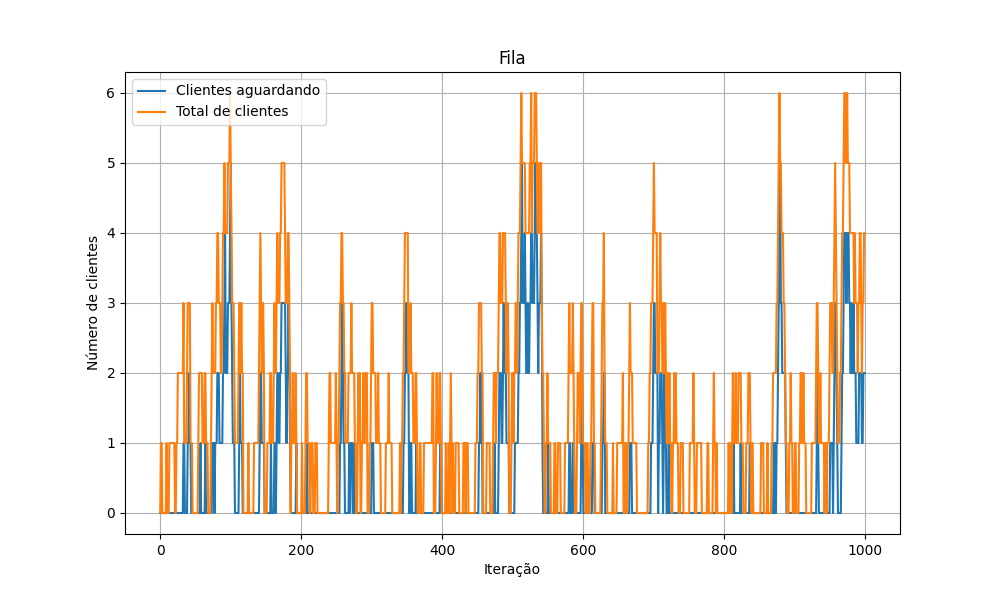 Fila
Clientes aguardando
Total de clientes
Número de clientes
6
5
4
3
2
1
0
0 200 400 600 800 1000
Iteração